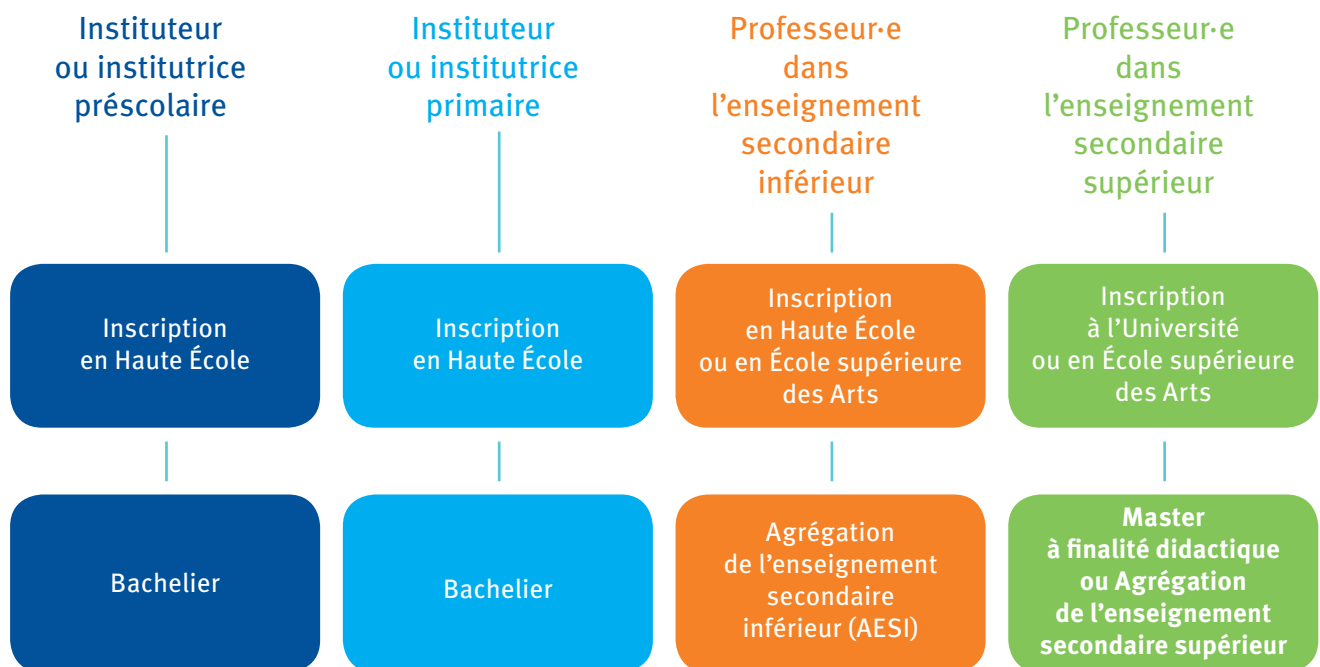 Instituteur
ou institutrice
préscolaire
Instituteur
ou institutrice
primaire
Professeur·e
dans
l’enseignement
secondaire
inférieur
Professeur·e
dans
l’enseignement
secondaire
supérieur
Inscription
en Haute École
Inscription
en Haute École
Inscription
en Haute École
ou en École supérieure
des Arts
Inscription
à l’Université
ou en École supérieure
des Arts
Bachelier
Bachelier
Agrégation
de l’enseignement
secondaire
inférieur (AESI)
Master
à finalité didactique
ou Agrégation
de l’enseignement
secondaire supérieur